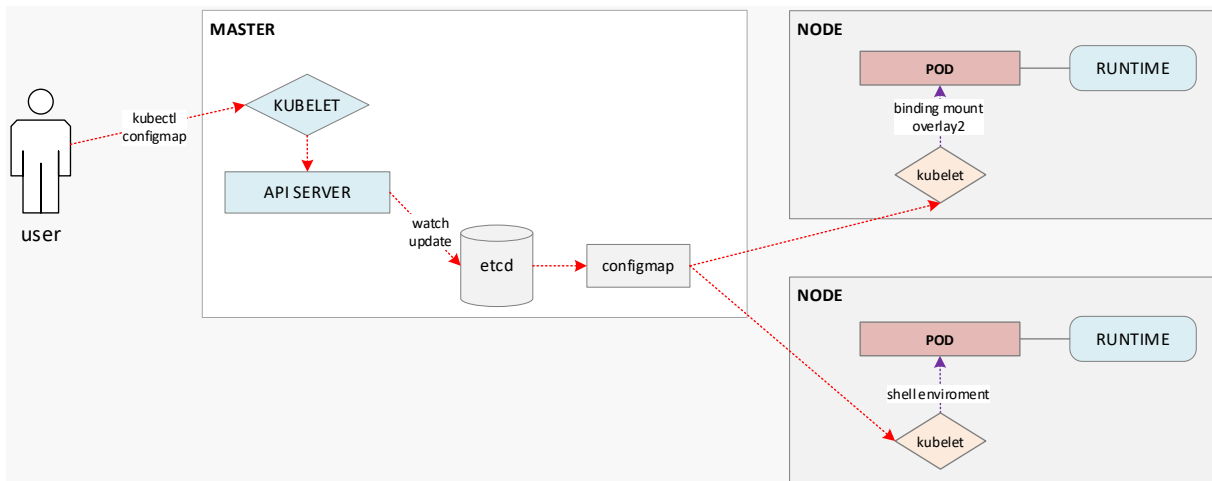 MASTER
KUBELET
kubectl
configmap
API SERVER
user
watch
update
etcd
configmap
NODE
POD
RUNTIME
binding mount
overlay2
kubelet
NODE
POD
RUNTIME
shell enviroment
kubelet